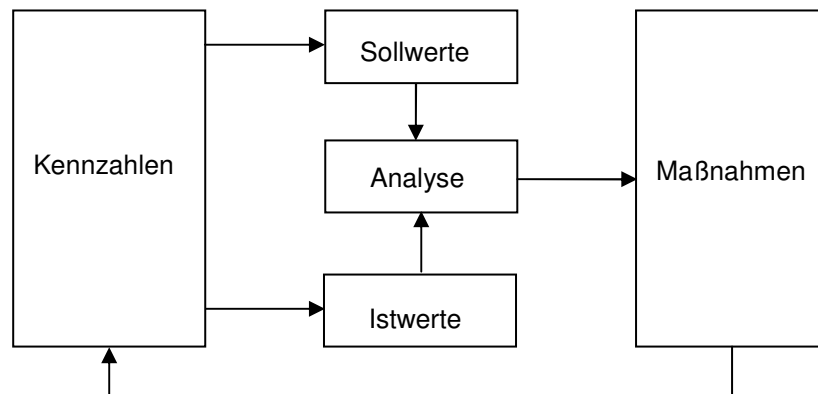 Kennzahlen
Sollwerte
Analyse
Istwerte
Maßnahmen